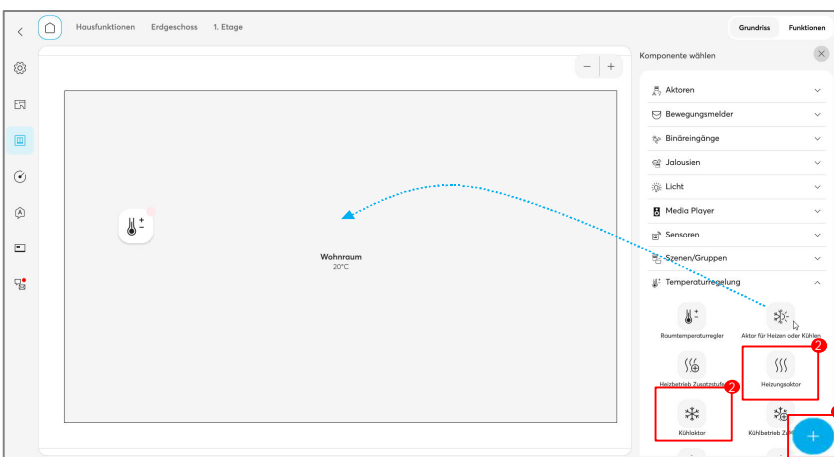 Hausfunktionen Erdgeschoss 1. Etage
Grundriss Funktionen
Komponente wählen
Aktoren
Bewegungsmelder
Binäreingänge
Jalousien
Licht
Media Player
Sensoren
Szenen/Gruppen
Temperaturregelung
Wohnraum
20°C
Raumtemperaturregler Aktor für Heizen oder Kühlen
2
Heizbetrieb Zusatzstufe Heizungsaktor
2
Kühlaktor Kühlbetrieb